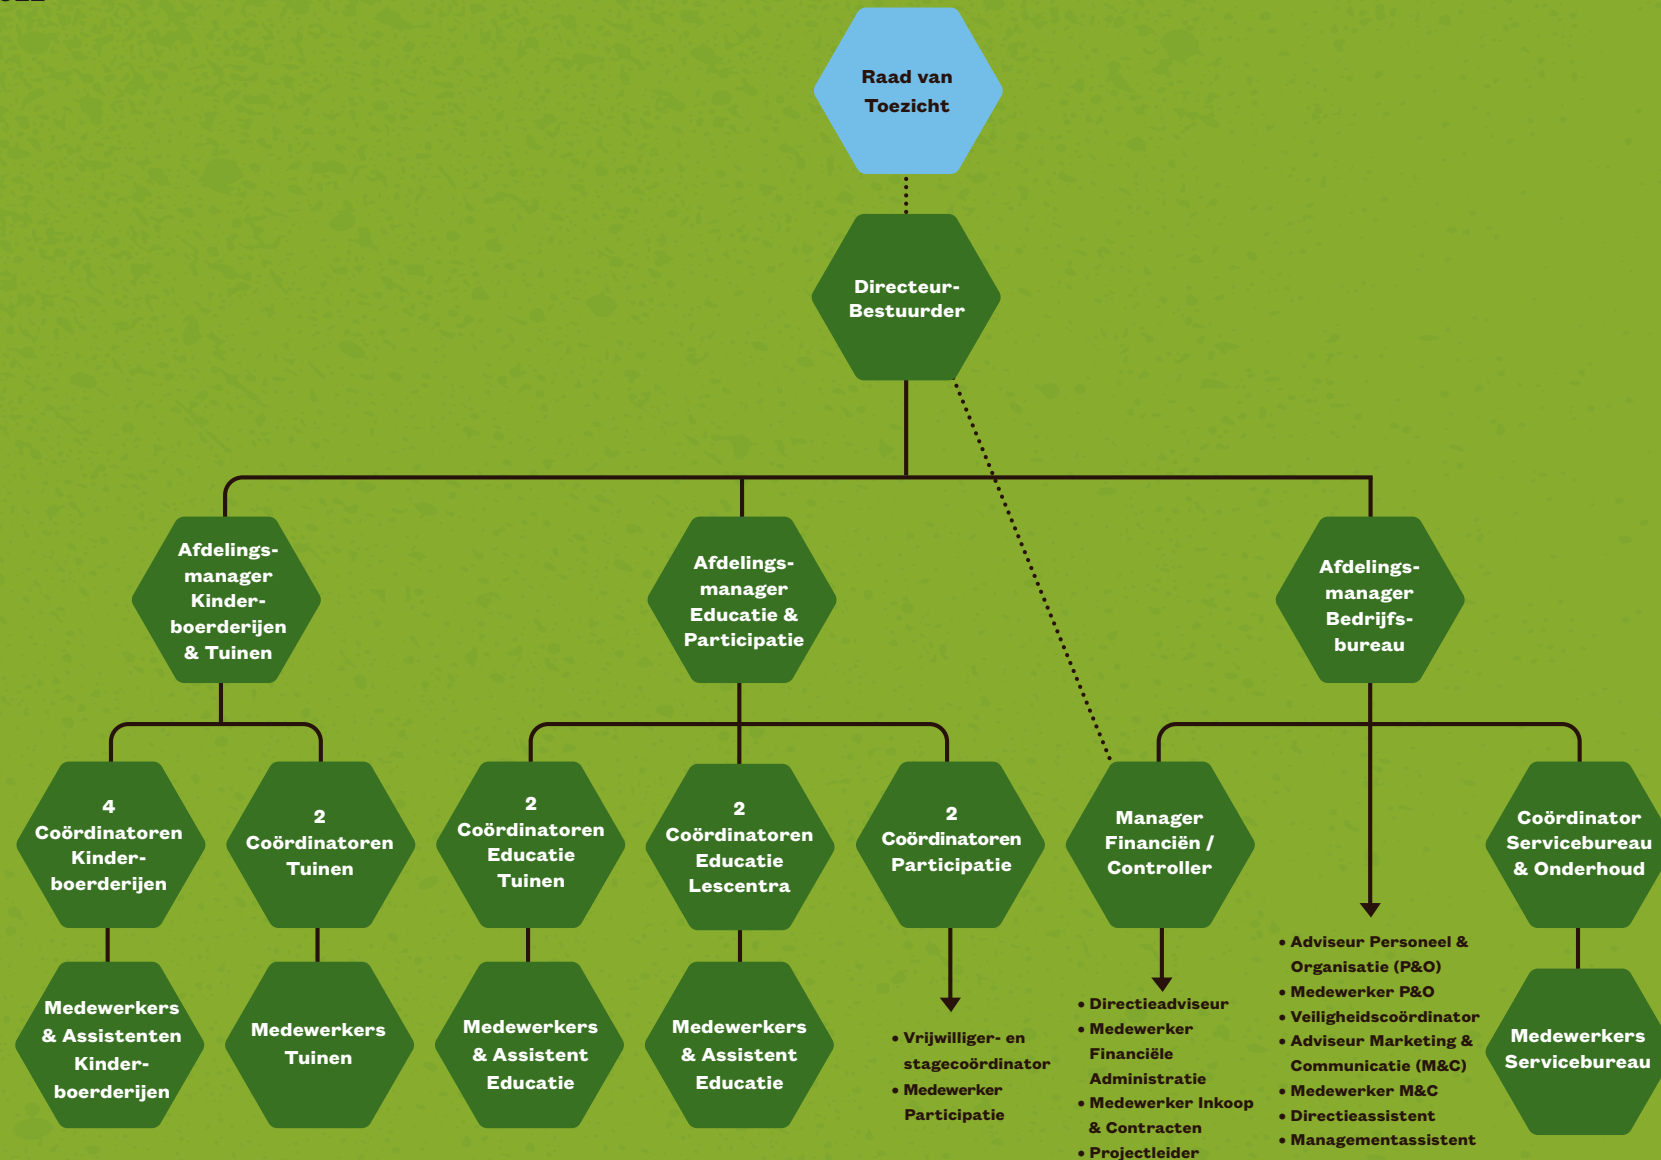 Raad van
Toezicht
Directeur-
Bestuurder
Afdelings-
manager
Kinder-
boerderijen
& Tuinen
Afdelings-
manager
Educatie &
Participatie
Afdelings-
manager
Bedrijfs-
bureau
4
Coördinatoren
Kinder-
boerderijen
2
Coördinatoren
Tuinen
2
Coördinatoren
Educatie
Tuinen
2
Coördinatoren
Educatie
Lescentra
2
Coördinatoren
Participatie
Manager
Financiën /
Controller
Coördinator
Servicebureau
& Onderhoud
Medewerkers
& Assistenten
Kinder-
boerderijen
Medewerkers
Tuinen
Medewerkers
& Assistent
Educatie
Medewerkers
& Assistent
Educatie
• Vrijwilliger- en
stagecoördinator
• Medewerker
Participatie
• Directieadviseur
• Medewerker
Financiële
Administratie
• Medewerker Inkoop
& Contracten
• Projectleider
• Adviseur Personeel &
Organisatie (P&O)
• Medewerker P&O
• Veiligheidscoördinator
• Adviseur Marketing &
Communicatie (M&C)
• Medewerker M&C
• Directieassistent
• Managementassistent
Medewerkers
Servicebureau